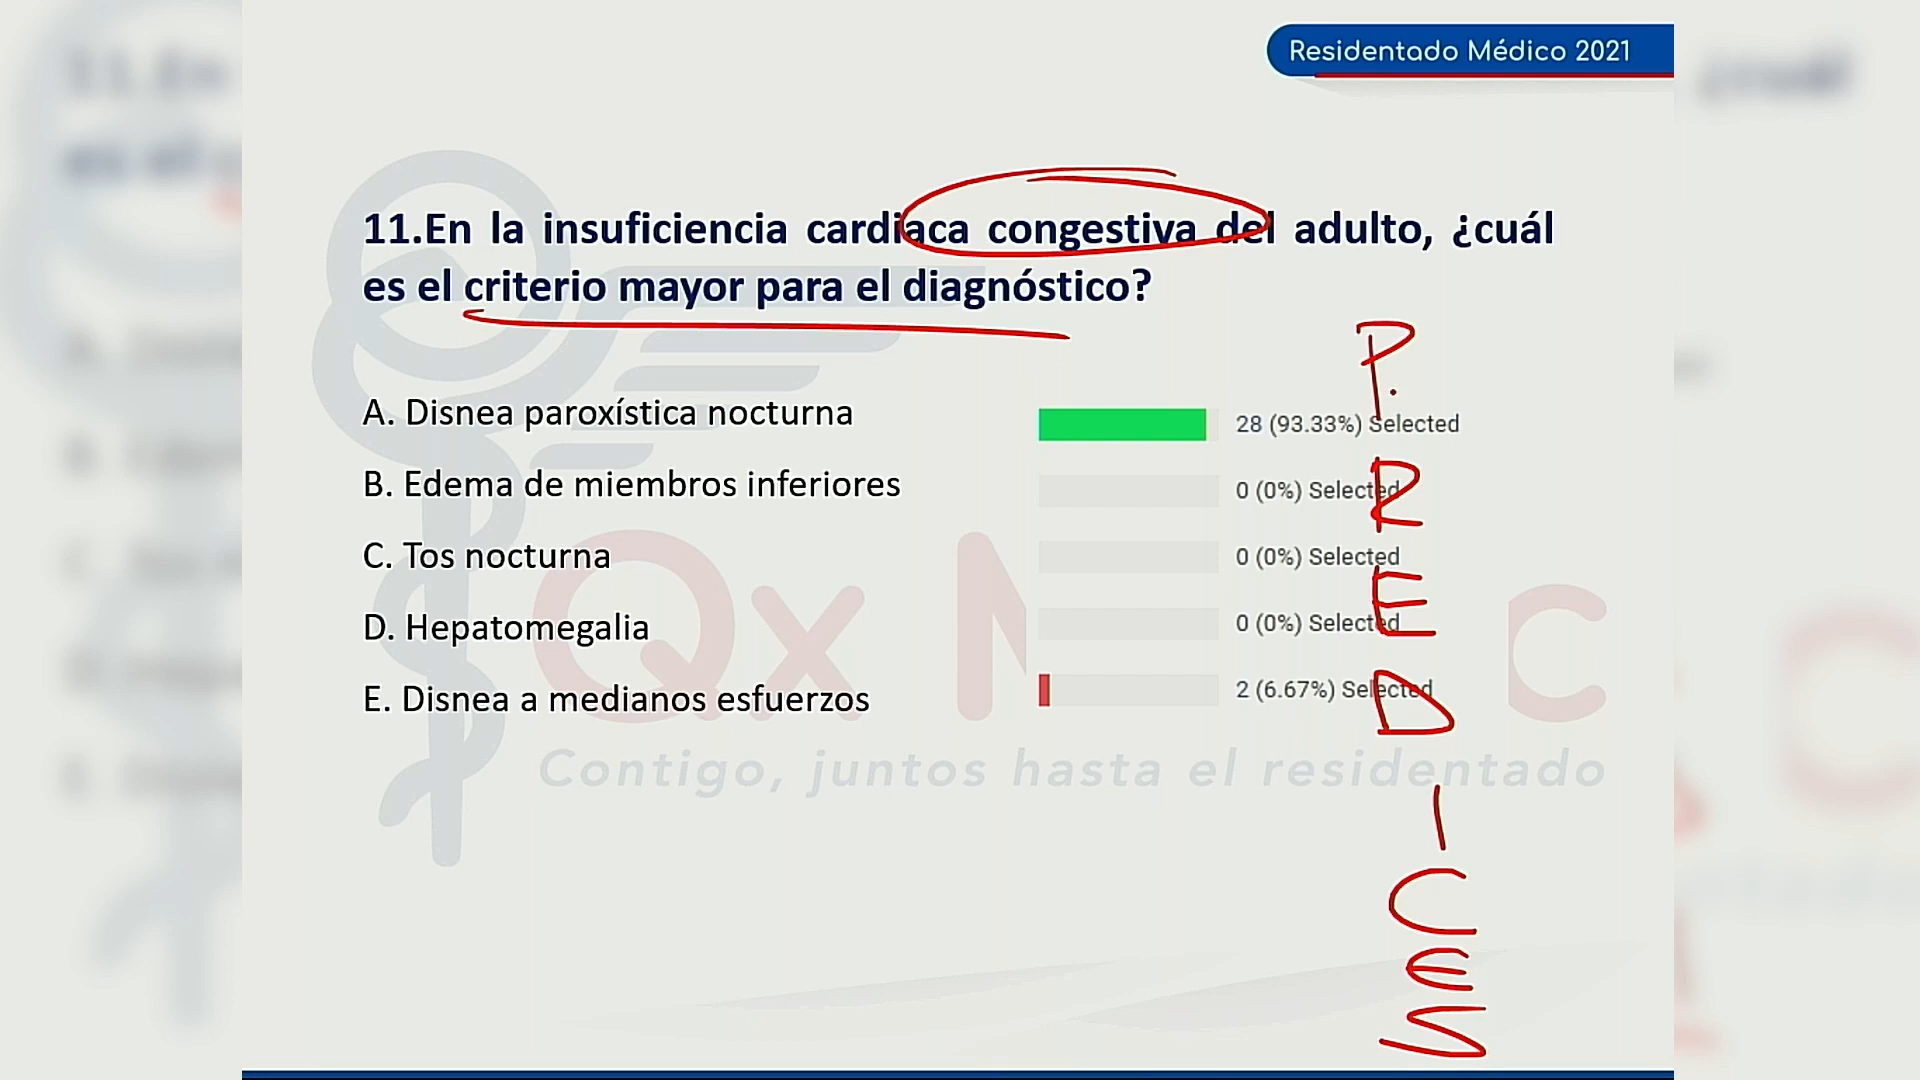 Residentado Médico 2021
11.En la insuficiencia cardiaca congestiva del adulto, ¿cuál
es el criterio mayor para el diagnóstico?
A. Disnea paroxística nocturna
28 (93.33%) Selected
B. Edema de miembros inferiores
0 (0%) Selected
C. Tos nocturna
0 (0%) Selected
D. Hepatomegalia
0 (0%) Selected
E. Disnea a medianos esfuerzos
2 (6.67%) Selected
P.
R
E
D
I
C
E
S
Contigo, juntos hasta el residentado